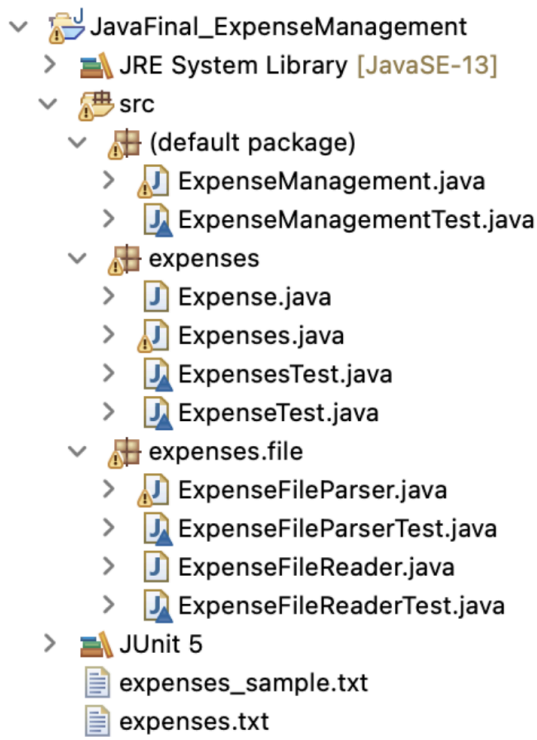 JavaFinal_ExpenseManagement
JRE System Library [JavaSE-13]
src
(default package)
ExpenseManagement.java
ExpenseManagementTest.java
expenses
Expense.java
Expenses.java
ExpensesTest.java
ExpenseTest.java
expenses.file
ExpenseFileParser.java
ExpenseFileParserTest.java
ExpenseFileReader.java
ExpenseFileReaderTest.java
JUnit 5
expenses_sample.txt
expenses.txt